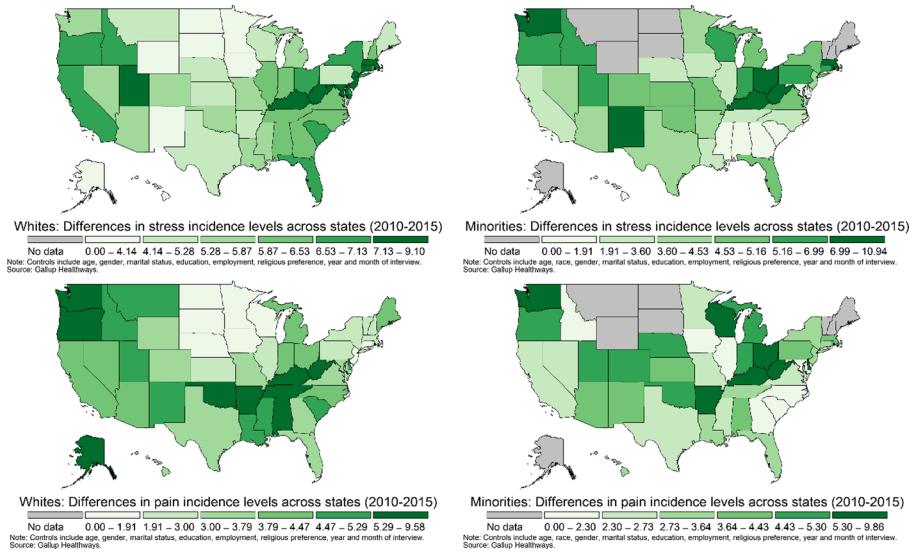 Whites: Differences in stress incidence levels across states (2010-2015)
No data 0.00 – 4.14 4.14 – 5.28 5.28 – 5.87 5.87 – 6.53 6.53 – 7.13 7.13 – 9.10
Note: Controls include age, gender, marital status, education, employment, religious preference, year and month of interview.
Source: Gallup Healthways.
Minorities: Differences in stress incidence levels across states (2010-2015)
No data 0.00 – 1.91 1.91 – 3.60 3.60 – 4.53 4.53 – 5.16 5.16 – 6.99 6.99 – 10.94
Note: Controls include age, race, gender, marital status, education, employment, religious preference, year and month of interview.
Source: Gallup Healthways.
Whites: Differences in pain incidence levels across states (2010-2015)
No data 0.00 – 1.91 1.91 – 3.00 3.00 – 3.79 3.79 – 4.47 4.47 – 5.29 5.29 – 9.58
Note: Controls include age, gender, marital status, education, employment, religious preference, year and month of interview.
Source: Gallup Healthways.
Minorities: Differences in pain incidence levels across states (2010-2015)
No data 0.00 – 2.30 2.30 – 2.73 2.73 – 3.64 3.64 – 4.43 4.43 – 5.30 5.30 – 9.86
Note: Controls include age, race, gender, marital status, education, employment, religious preference, year and month of interview.
Source: Gallup Healthways.